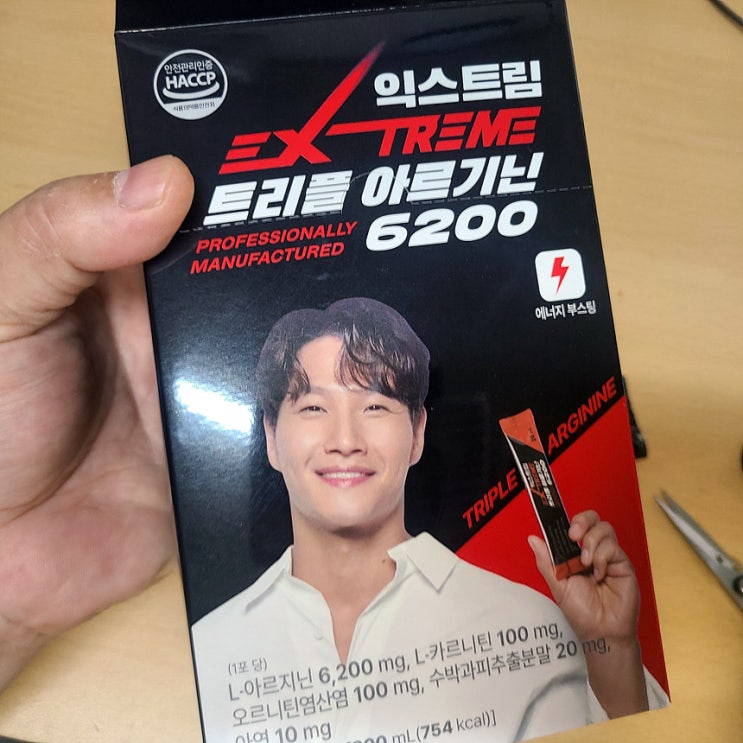 안전관리인증
HACCP
식품의약품안전처
익스트림
EXTREME
트리플 아르기닌
PROFESSIONALLY
MANUFACTURED
6200
에너지 부스팅
TRIPLE ARGININE
(1포 당)
L-아르지닌 6,200 mg, L-카르니틴 100 mg,
오르니틴염산염 100 mg, 수박과피추출분말 20 mg,
아연 10 mg
mL(754 kcal)]